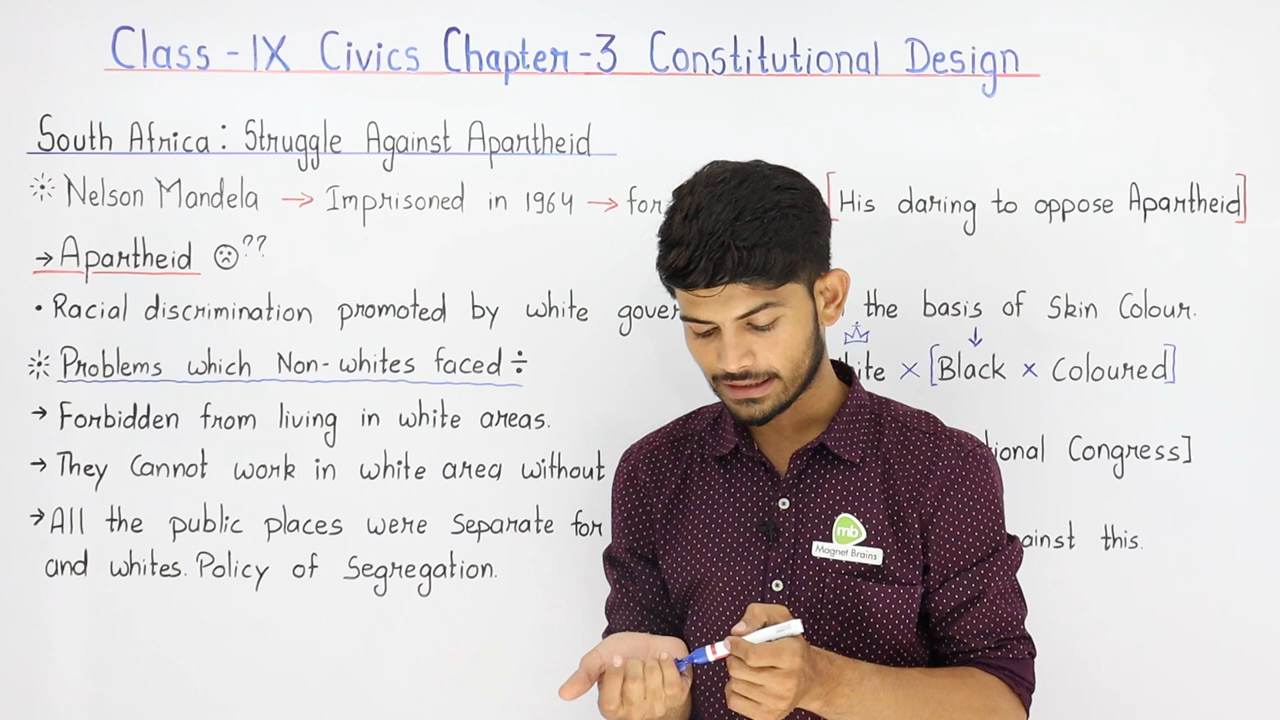 Class - IX Civics Chapter - 3 Constitutional Design
South Africa : Struggle Against Apartheid
Nelson Mandela → Imprisoned in 1964 → for [His daring to oppose Apartheid]
→ Apartheid ??
• Racial discrimination promoted by white the basis of Skin Colour.
Problems which Non-whites faced ÷
× [Black × Coloured]
→ Forbidden from living in white areas.
Congress]
→ They Cannot work in white area without
→ All the public places were Separate for
this.
and whites. Policy of Segregation.
mb
Magnet Brains